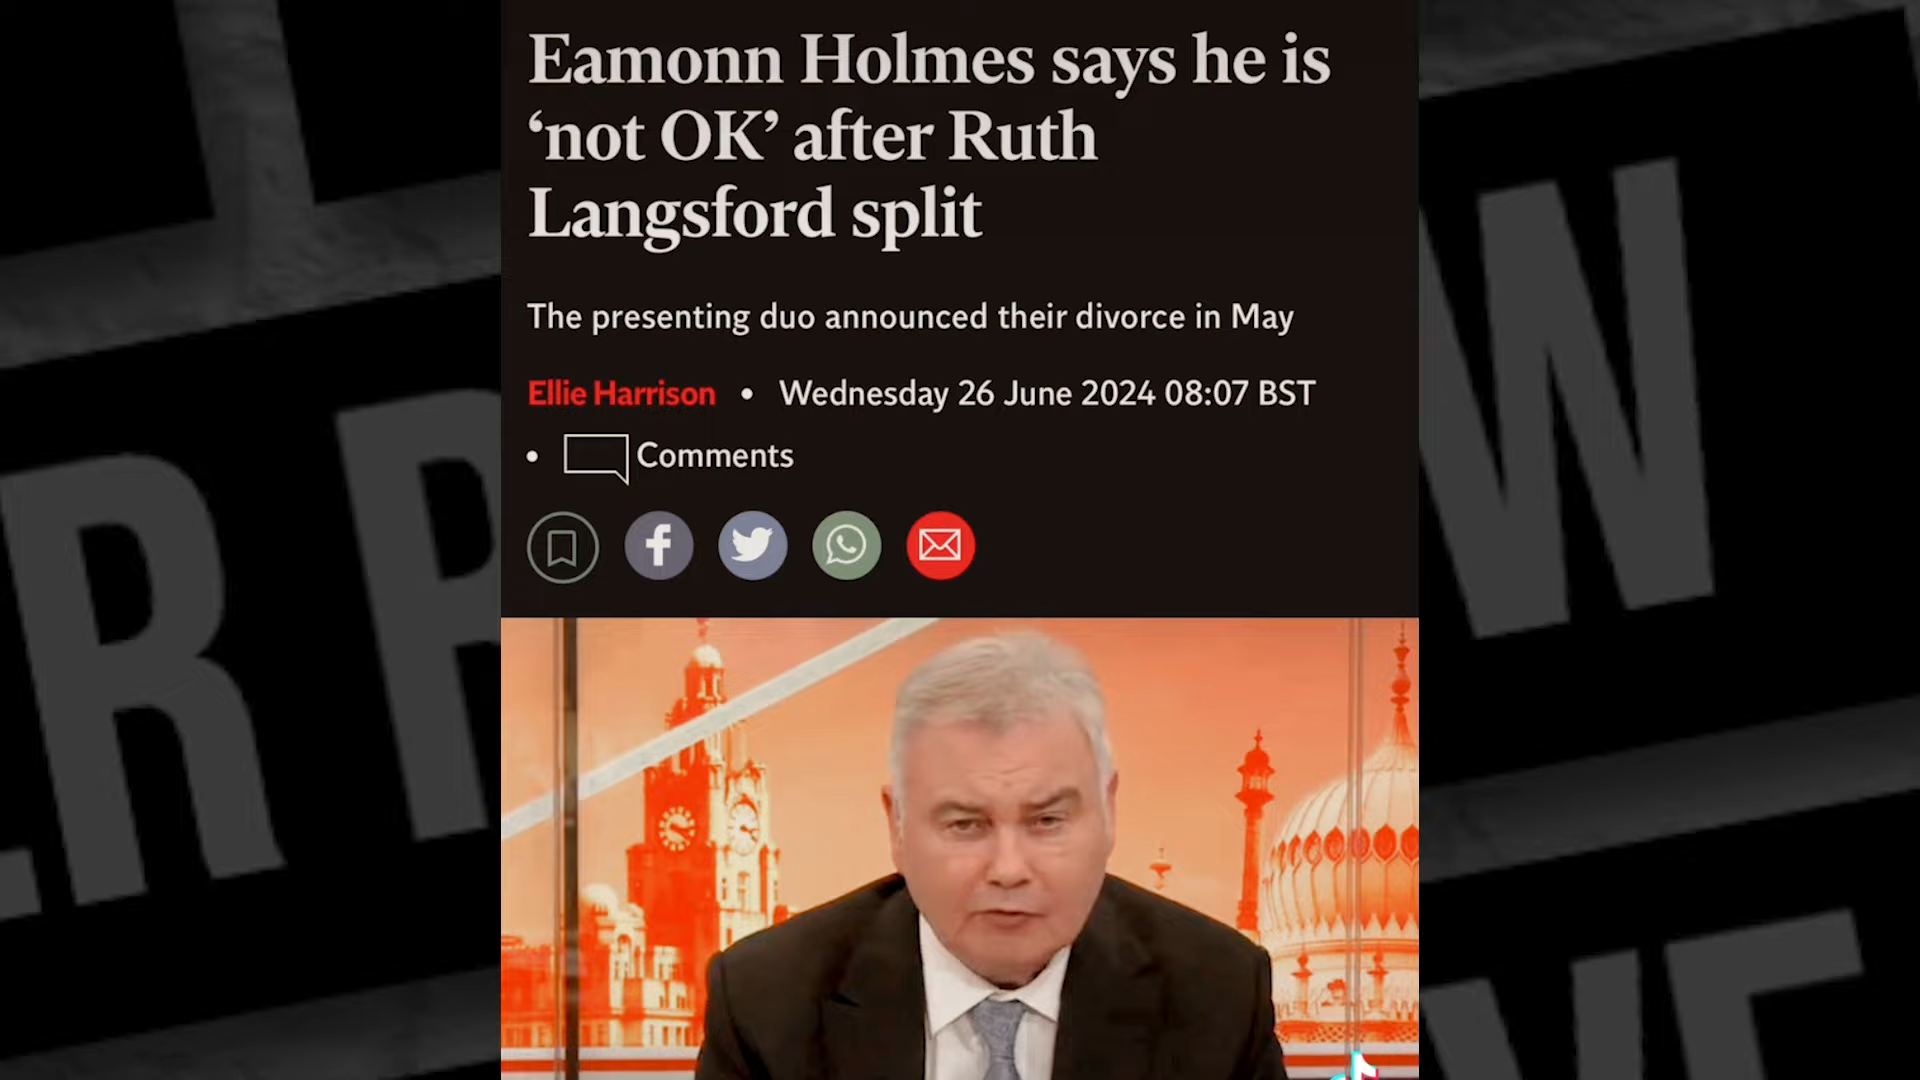 Eamonn Holmes says he is
‘not OK’ after Ruth
Langsford split
The presenting duo announced their divorce in May
Ellie Harrison • Wednesday 26 June 2024 08:07 BST
• Comments